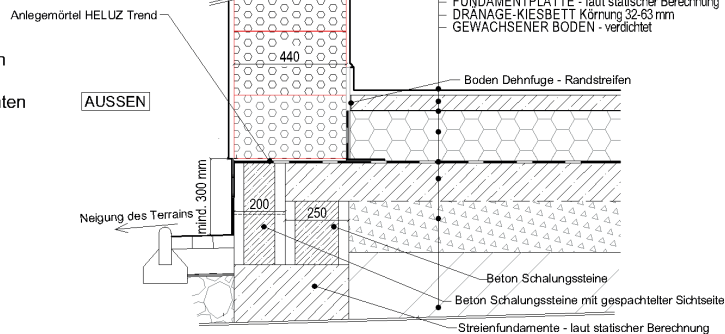 FUNDAMENTPLATTE - laut statischer Berechnung
DRÄNAGE-KIESBETT Körnung 32-63 mm
GEWACHSENER BODEN - verdichtet
Anlegemörtel HELUZ Trend
440
Boden Dehnfuge - Randstreifen
AUSSEN
mind. 300 mm
200
250
Neigung des Terrains
Beton Schalungssteine
Beton Schalungssteine mit gespachtelter Sichtseite
Streienfundamente - laut statischer Berechnung